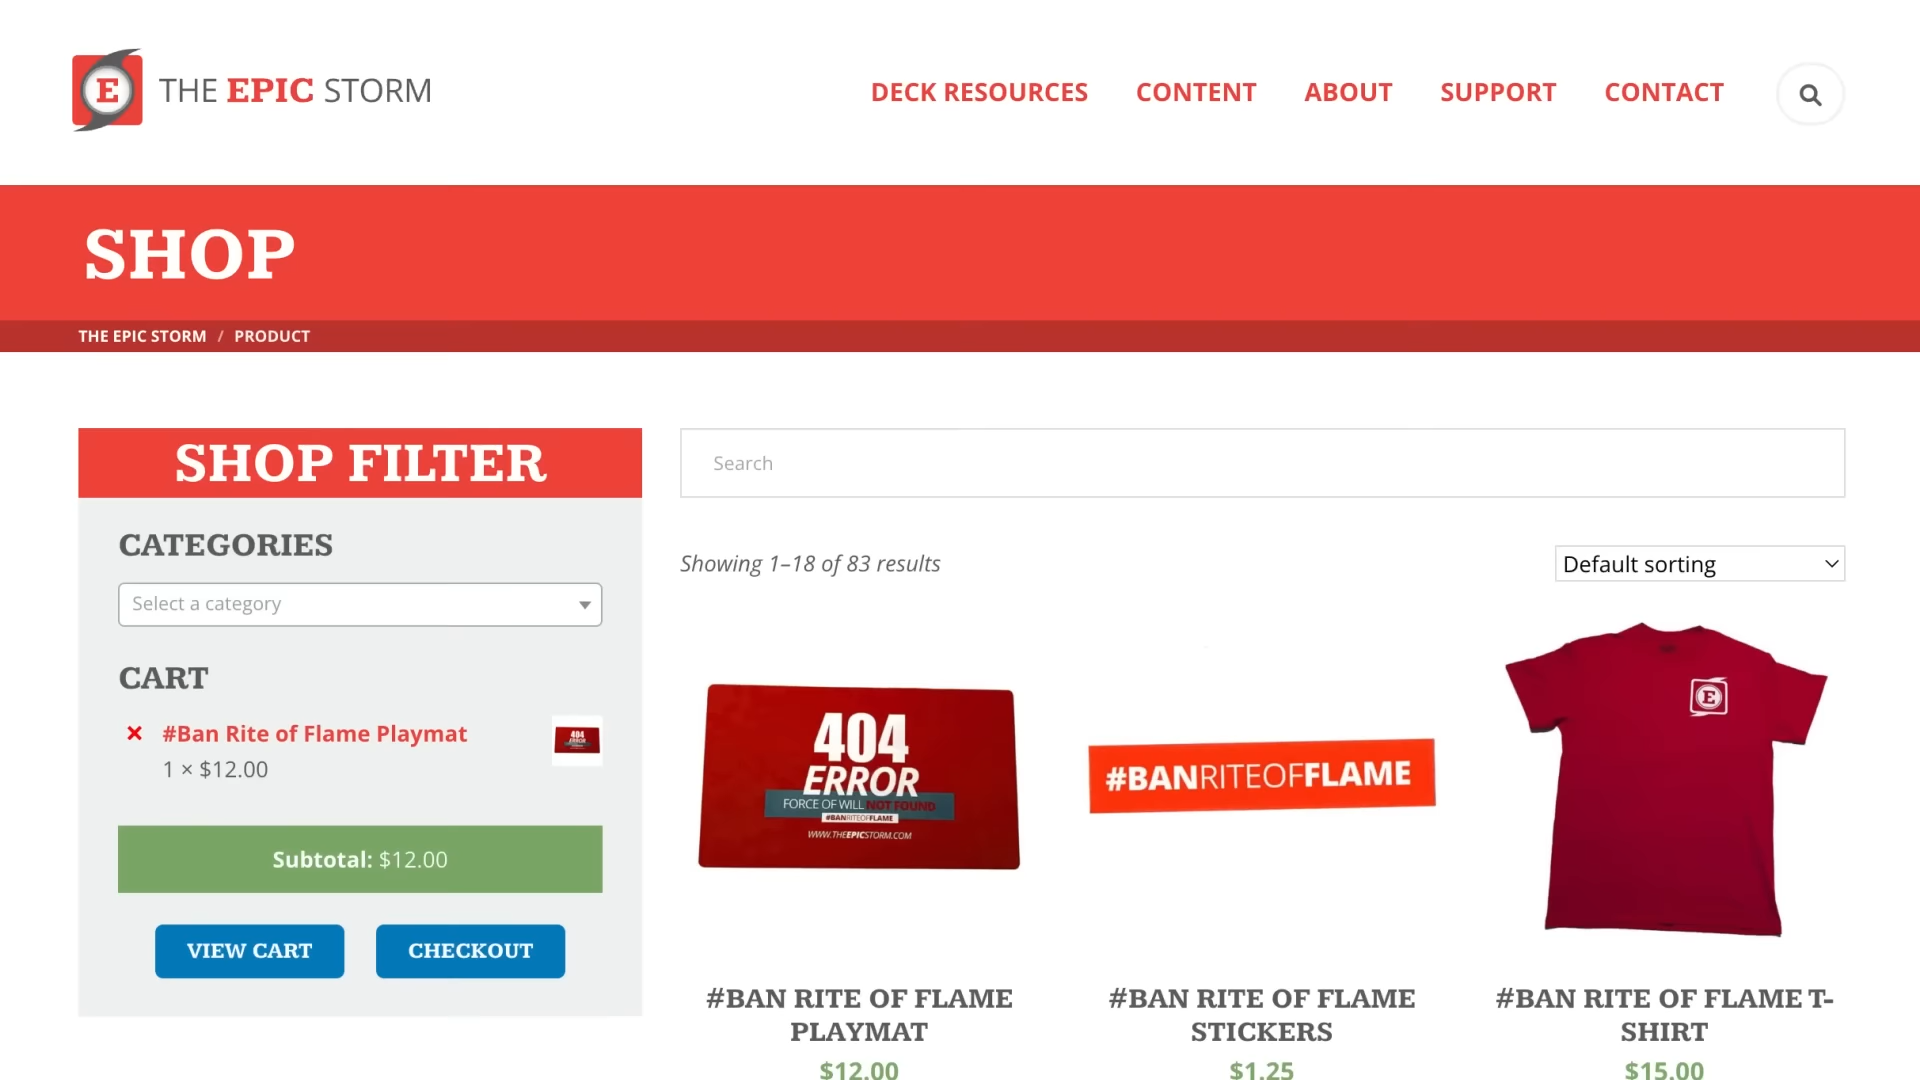 E
THE EPIC STORM
DECK RESOURCES
CONTENT
ABOUT
SUPPORT
CONTACT
SHOP
THE EPIC STORM / PRODUCT
SHOP FILTER
CATEGORIES
Select a category
CART
#Ban Rite of Flame Playmat
1 × $12.00
404
ERROR
Subtotal: $12.00
VIEW CART
CHECKOUT
Search
Showing 1–18 of 83 results
Default sorting
404
ERROR
FORCE OF WILL NOT FOUND
#BANRITEOFFLAME
WWW.THEEPICSTORM.COM
#BANRITEOFFLAME
E
#BAN RITE OF FLAME
PLAYMAT
$12.00
#BAN RITE OF FLAME
STICKERS
$1.25
#BAN RITE OF FLAME T-
SHIRT
$15.00